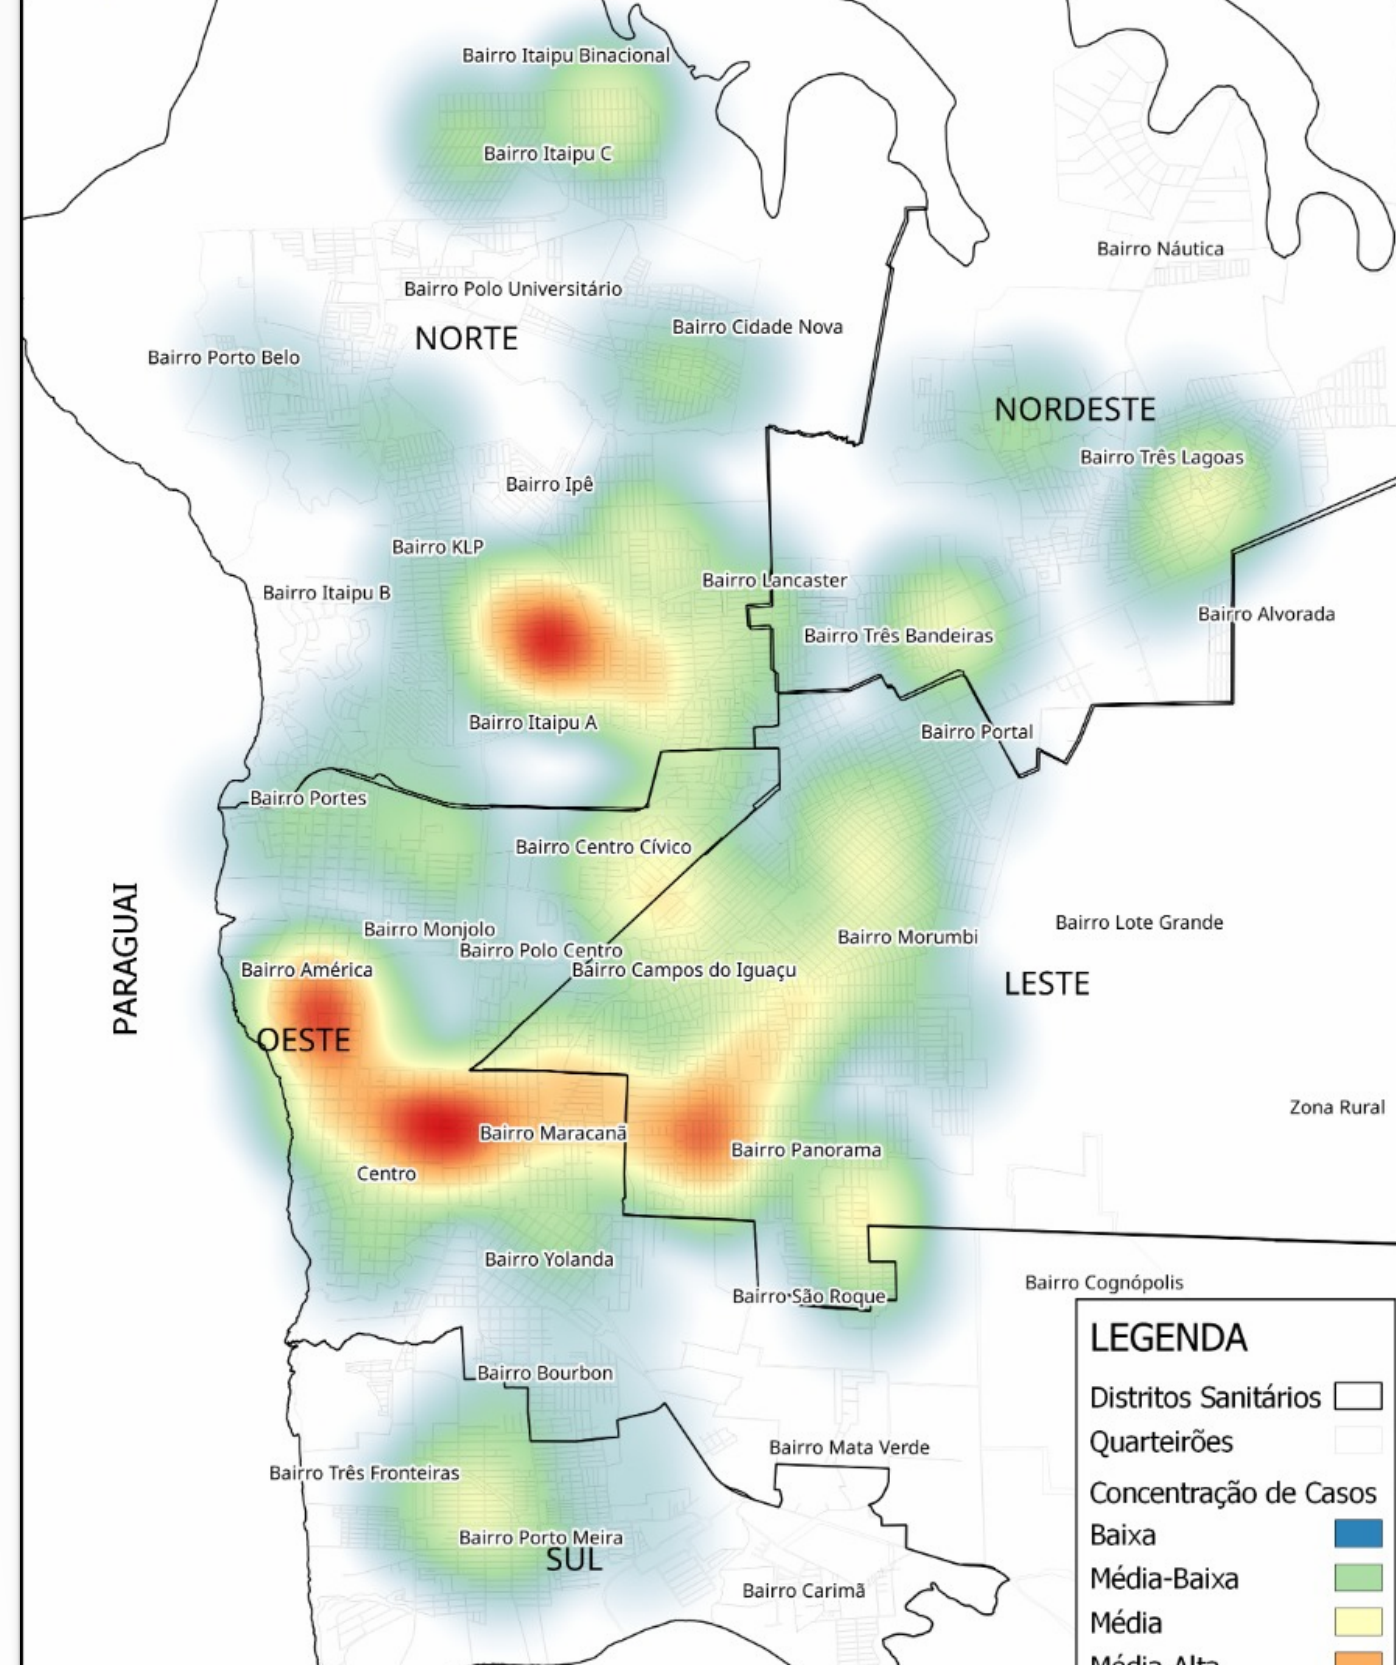 Bairro Itaipu Binacional
Bairro Itaipu C
Bairro Náutica
Bairro Polo Universitário
Bairro Cidade Nova
NORTE
Bairro Porto Belo
NORDESTE
Bairro Três Lagoas
Bairro Ipê
Bairro KLP
Bairro Lancaster
Bairro Itaipu B
Bairro Alvorada
Bairro Três Bandeiras
Bairro Itaipu A
Bairro Portal
Bairro Portes
Bairro Centro Cívico
PARAGUAI
Bairro Lote Grande
Bairro Monjolo
Bairro Morumbi
Bairro Polo Centro
Bairro América
Bairro Campos do Iguaçu
LESTE
OESTE
Zona Rural
Bairro Maracanã
Bairro Panorama
Centro
Bairro Yolanda
Bairro Cognópolis
Bairro São Roque
Bairro Bourbon
Bairro Mata Verde
Bairro Três Fronteiras
Bairro Porto Meira
SUL
Bairro Carimã
LEGENDA
Distritos Sanitários
Quarteirões
Concentração de Casos
Baixa
Média-Baixa
Média
Média-Alta